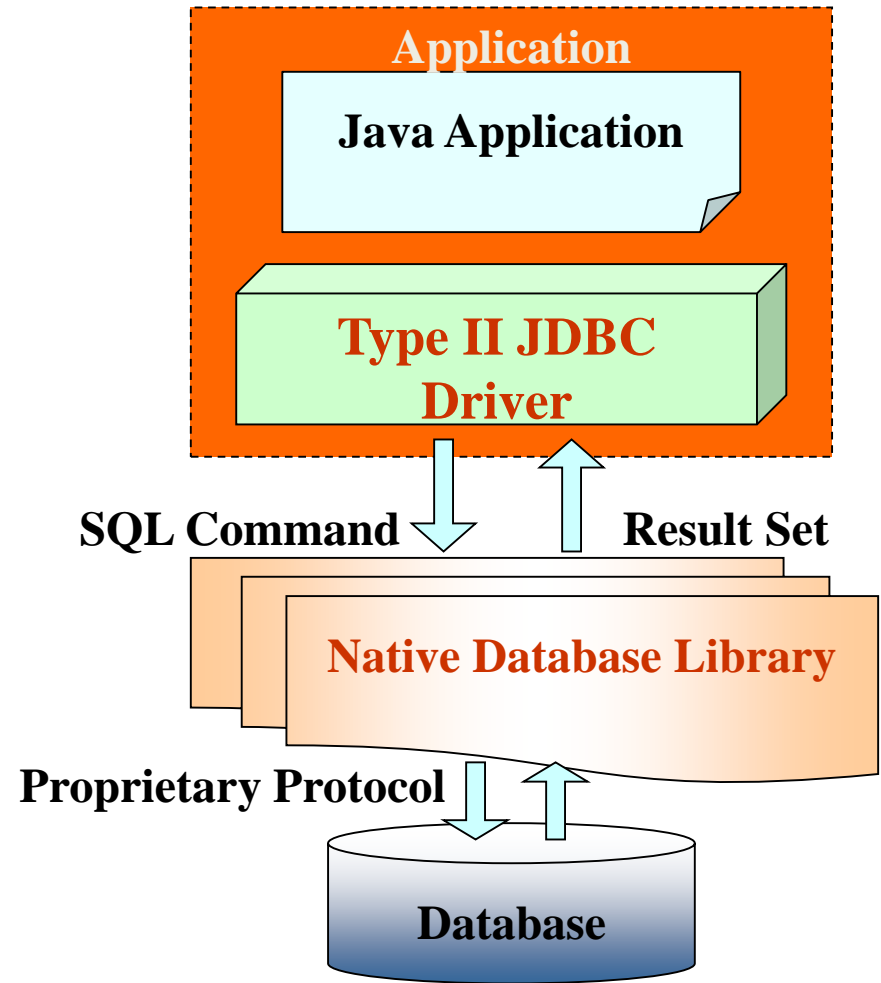 Application
Java Application
Type II JDBC
Driver
SQL Command
Result Set
Native Database Library
Proprietary Protocol
Database